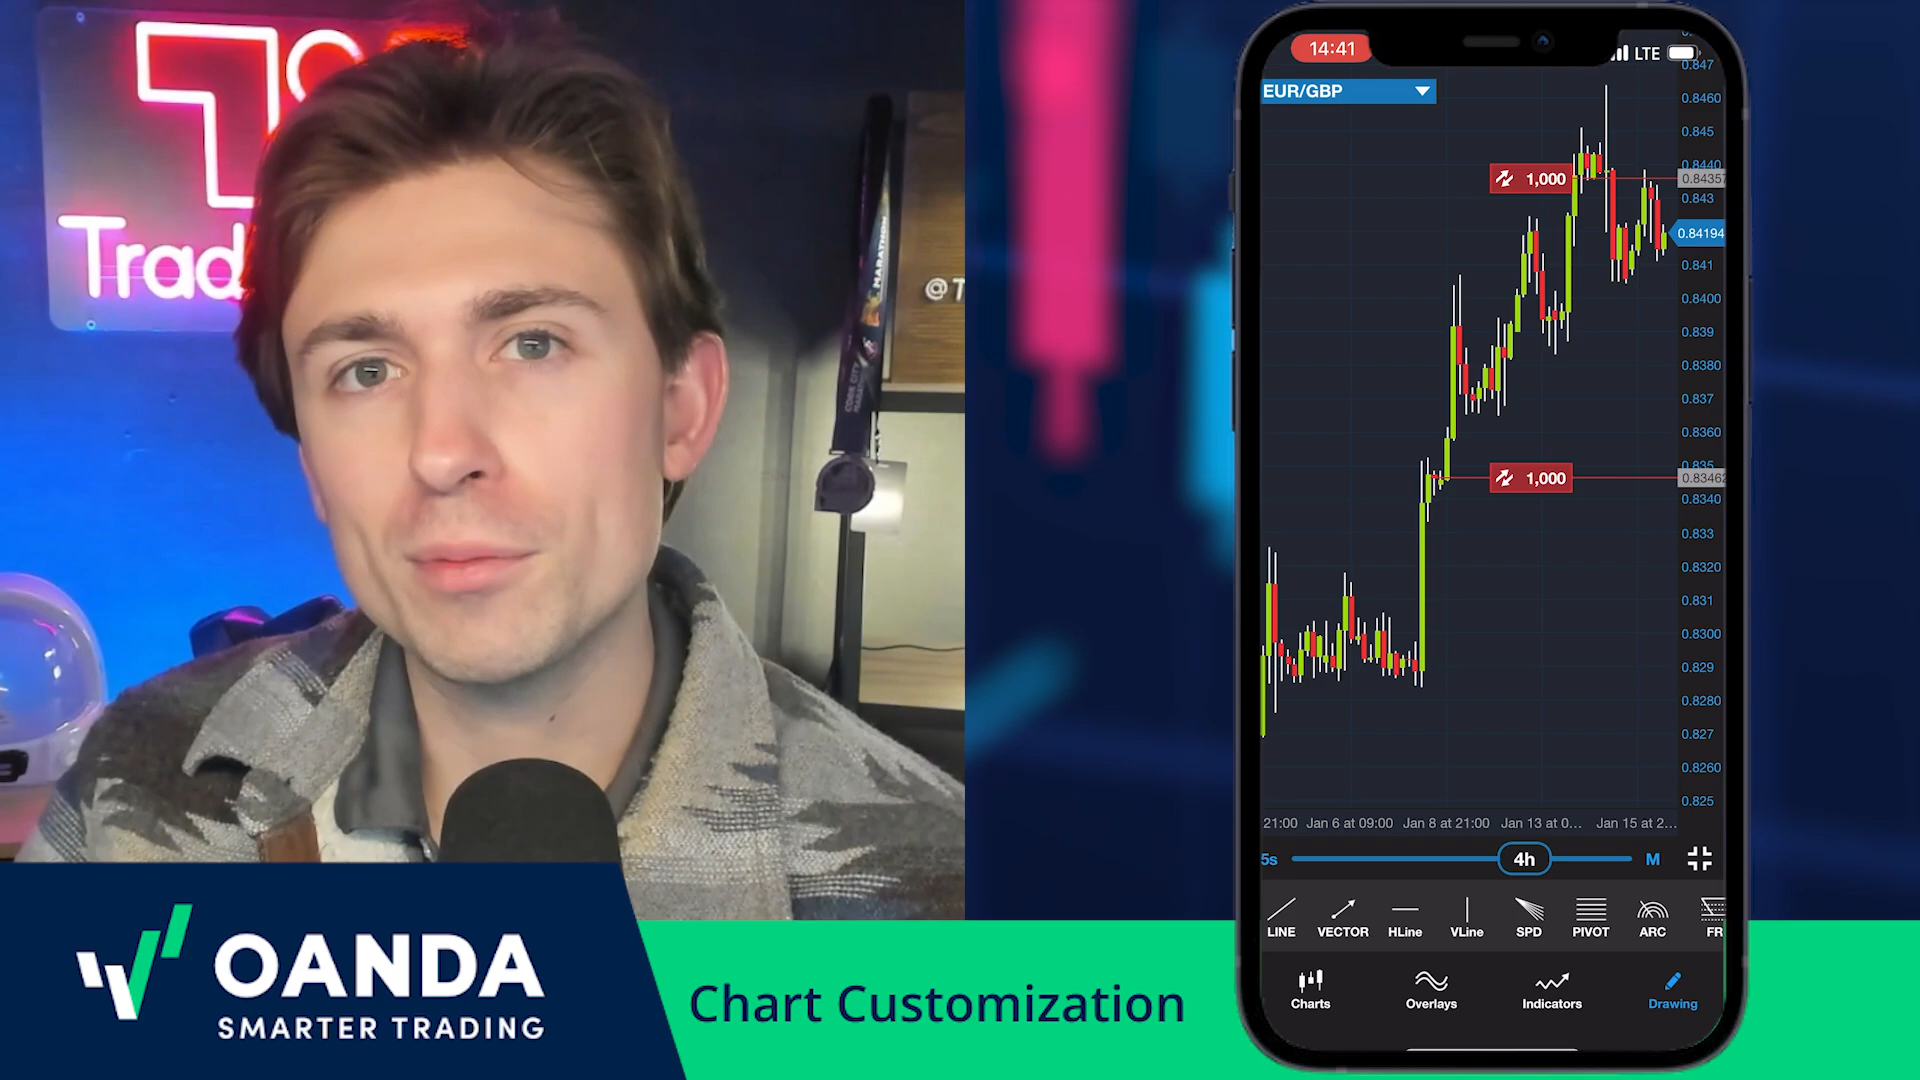 Trad
MARATHON
@T
14:41
LTE
EUR/GBP
0.847
0.8460
0.845
0.8440
1,000
0.84357
0.843
0.84194
0.841
0.8400
0.839
0.8380
0.837
0.8360
0.835
1,000
0.83462
0.8340
0.833
0.8320
0.831
0.8300
0.829
0.8280
0.827
0.8260
0.825
21:00 Jan 6 at 09:00 Jan 8 at 21:00 Jan 13 at 0... Jan 15 at 2...
5s 4h M
LINE VECTOR HLine VLine SPD PIVOT ARC FR
Charts Overlays Indicators Drawing
OANDA
SMARTER TRADING
Chart Customization